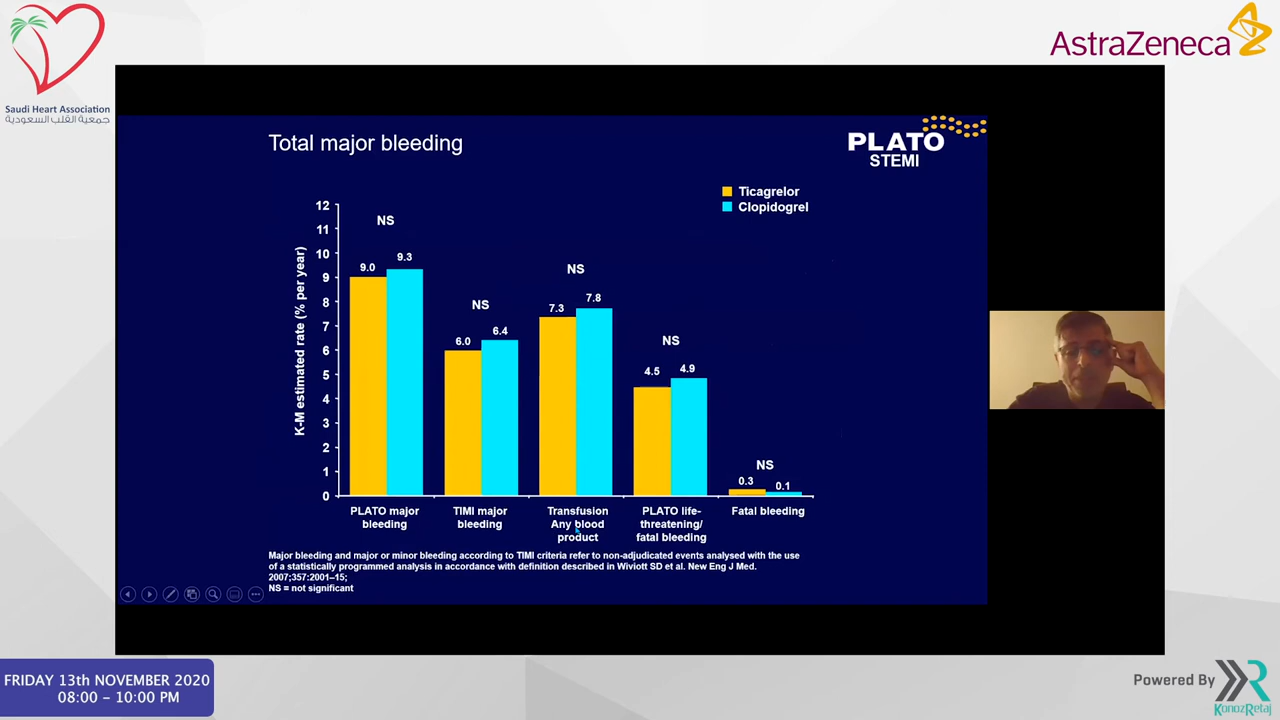 Saudi Heart Association
جمعية القلب السعودية
AstraZeneca
Total major bleeding
PLATO
STEMI
Ticagrelor
Clopidogrel
K-M estimated rate (% per year)
12
11
10
9
8
7
6
5
4
3
2
1
0
NS
9.0
9.3
NS
6.0
6.4
NS
7.3
7.8
NS
4.5
4.9
NS
0.3
0.1
PLATO major
bleeding
TIMI major
bleeding
Transfusion
Any blood
product
PLATO life-
threatening/
fatal bleeding
Fatal bleeding
Major bleeding and major or minor bleeding according to TIMI criteria refer to non-adjudicated events analysed with the use
of a statistically programmed analysis in accordance with definition described in Wiviott SD et al. New Eng J Med.
2007;357:2001–15;
NS = not significant
FRIDAY 13th NOVEMBER 2020
08:00 – 10:00 PM
Powered By
KonozRetaj